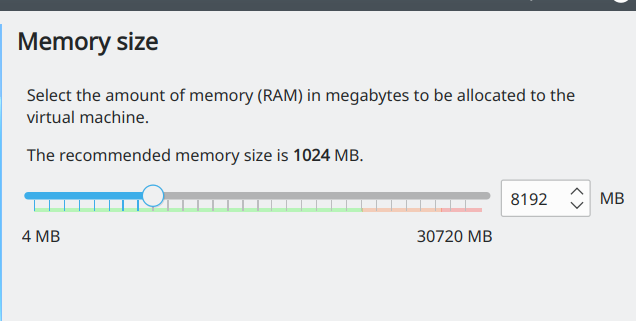 Memory size
Select the amount of memory (RAM) in megabytes to be allocated to the
virtual machine.
The recommended memory size is 1024 MB.
8192 MB
4 MB 30720 MB